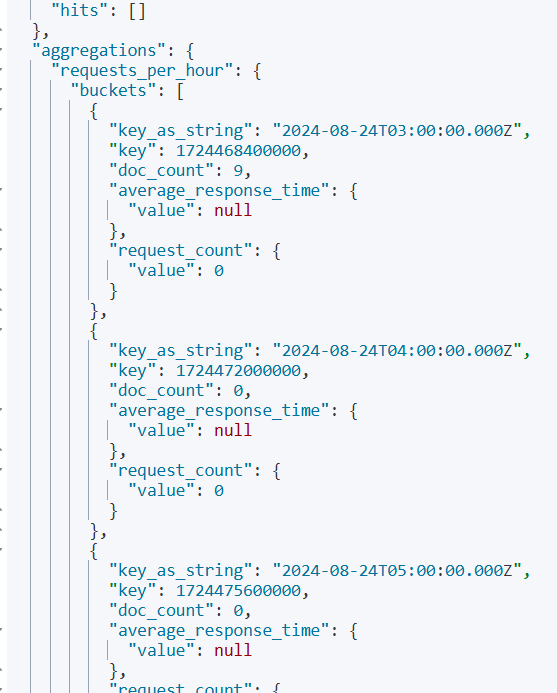 "hits": []
},
"aggregations": {
"requests_per_hour": {
"buckets": [
{
"key_as_string": "2024-08-24T03:00:00.000Z",
"key": 1724468400000,
"doc_count": 9,
"average_response_time": {
"value": null
},
"request_count": {
"value": 0
}
},
{
"key_as_string": "2024-08-24T04:00:00.000Z",
"key": 1724472000000,
"doc_count": 0,
"average_response_time": {
"value": null
},
"request_count": {
"value": 0
}
},
{
"key_as_string": "2024-08-24T05:00:00.000Z",
"key": 1724475600000,
"doc_count": 0,
"average_response_time": {
"value": null
},
"request_count": {